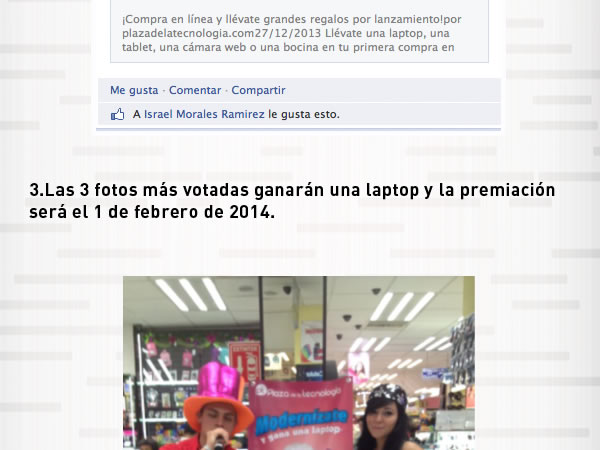 ¡Compra en línea y llévate grandes regalos por lanzamiento!por
plazadelatecnologia.com27/12/2013 Llévate una laptop, una
tablet, una cámara web o una bocina en tu primera compra en
Me gusta · Comentar · Compartir
A Israel Morales Ramirez le gusta esto.
3.Las 3 fotos más votadas ganarán una laptop y la premiación
será el 1 de febrero de 2014.
Plaza de la tecnología
Modernízate
y gana una laptop